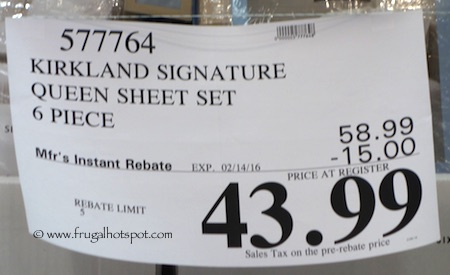 577764
KIRKLAND SIGNATURE
QUEEN SHEET SET
6 PIECE
58.99
Mfr's Instant Rebate EXP. 02/14/16 -15.00
PRICE AT REGISTER
REBATE LIMIT
5
43.99
© www.frugalhotspot.com
Sales Tax on the pre-rebate price